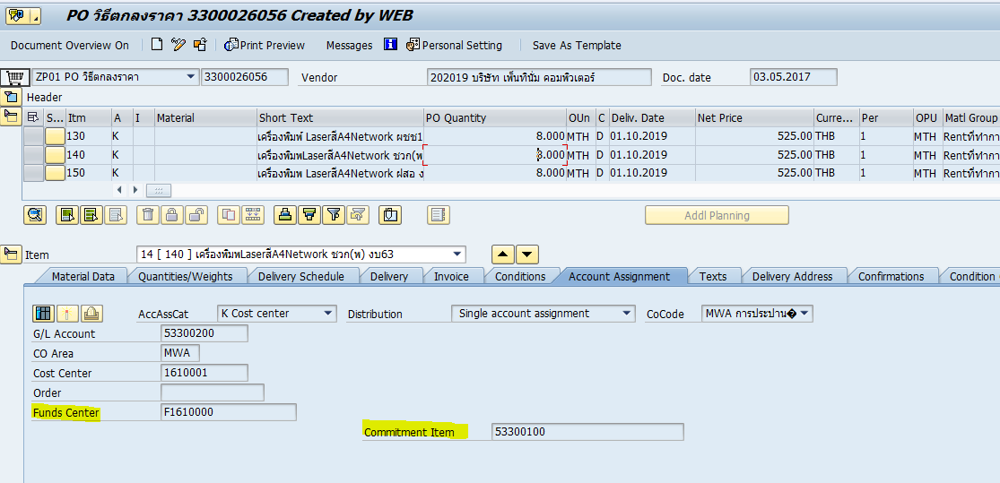 PO วิธีตกลงราคา 3300026056 Created by WEB
Document Overview On Print Preview Messages Personal Setting Save As Template
ZP01 PO วิธีตกลงราคา 3300026056 Vendor 202019 บริษัท เพ็นทินั่ม คอมพิวเตอร์ Doc. date 03.05.2017
Header
S... Itm A I Material Short Text PO Quantity OUn C Deliv. Date Net Price Curre... Per OPU Matl Group
130 K เครื่องพิมพ์ Laserสี่A4Network ผชช1 8.000 MTH D 01.10.2019 525.00 THB 1 MTH Rentที่ทำกา
140 K เครื่องพิมพLaserสีA4Network ชวก(พ 8.000 MTH D 01.10.2019 525.00 THB 1 MTH Rentที่ทำกา
150 K เครื่องพิมพ์ LaserสีA4Network ฝสอ ง 8.000 MTH D 01.10.2019 525.00 THB 1 MTH Rentที่ทำกา
Addl Planning
Item 14 [ 140 ] เครื่องพิมพLaserสีA4Network ชวก(พ) งม63
Material Data Quantities/Weights Delivery Schedule Delivery Invoice Conditions Account Assignment Texts Delivery Address Confirmations Condition
AccAssCat K Cost center Distribution Single account assignment CoCode MWA การประปาน�
G/L Account 53300200
CO Area MWA
Cost Center 1610001
Order
Funds Center F1610000
Commitment Item 53300100